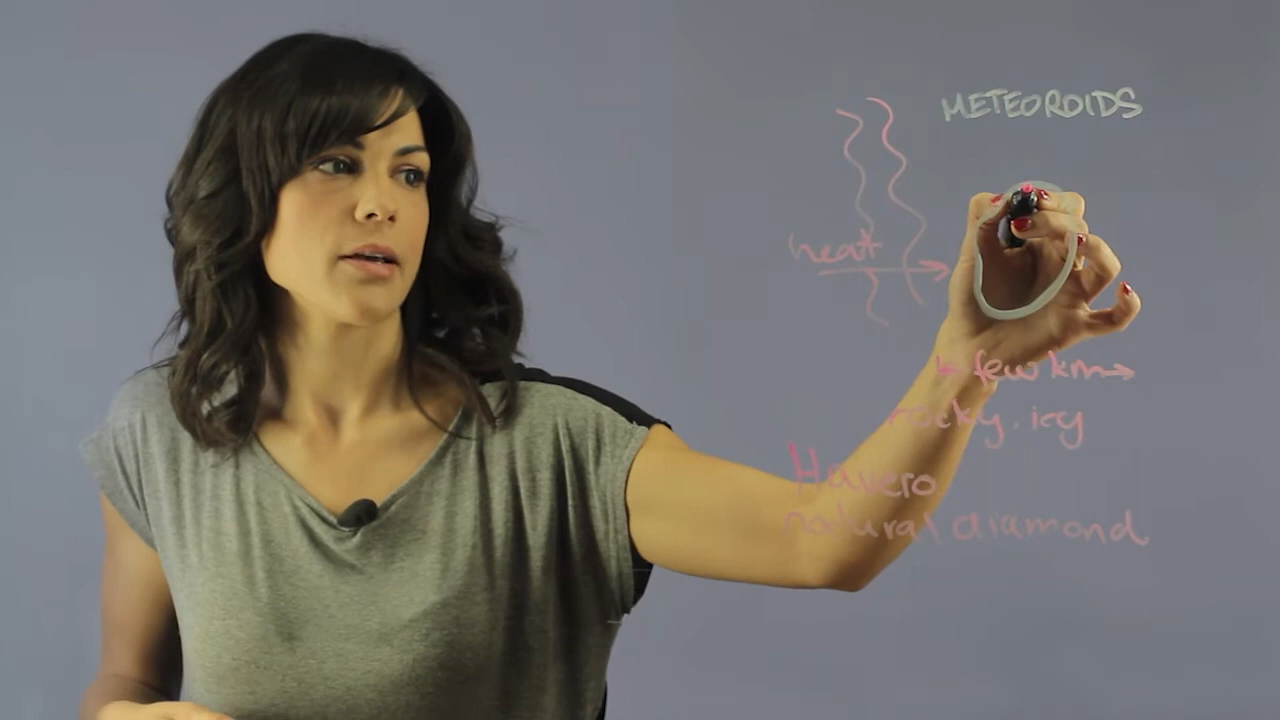 METEOROIDS
heat
few km
rocky. icy
Havero
natural diamond